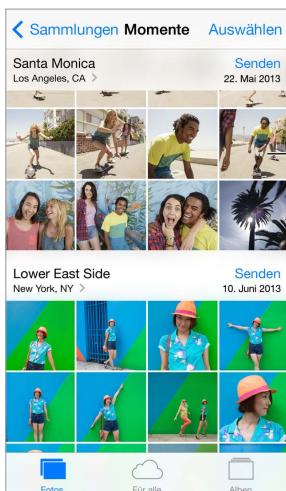 Sammlungen Momente Auswählen
Santa Monica Senden
Los Angeles, CA 22. Mai 2013
Lower East Side Senden
New York, NY 10. Juni 2013
Fotos Für alle Alben